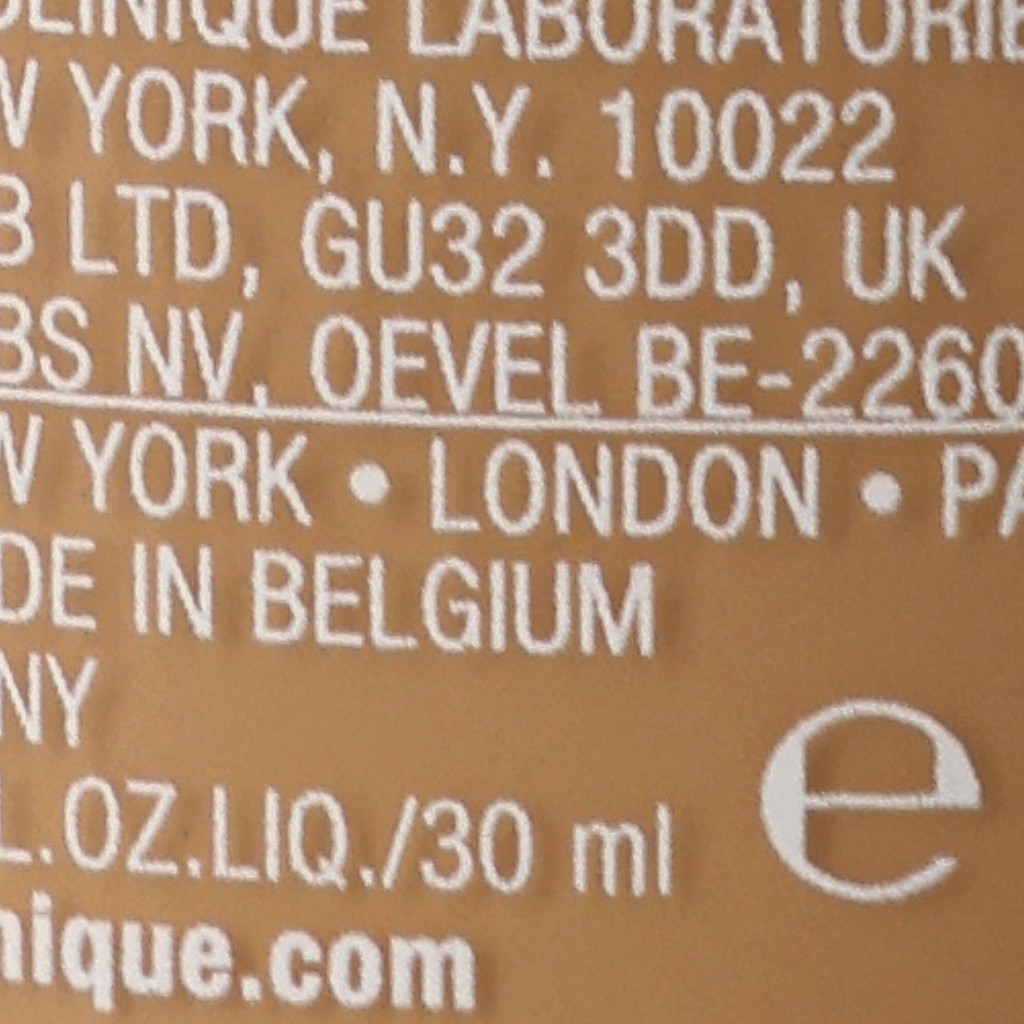 CLINIQUE LABORATORIE
W YORK, N.Y. 10022
B LTD, GU32 3DD, UK
BS NV, OEVEL BE-2260
W YORK • LONDON • PA
DE IN BELGIUM
NY
L.OZ.LIQ./30 ml e
nique.com